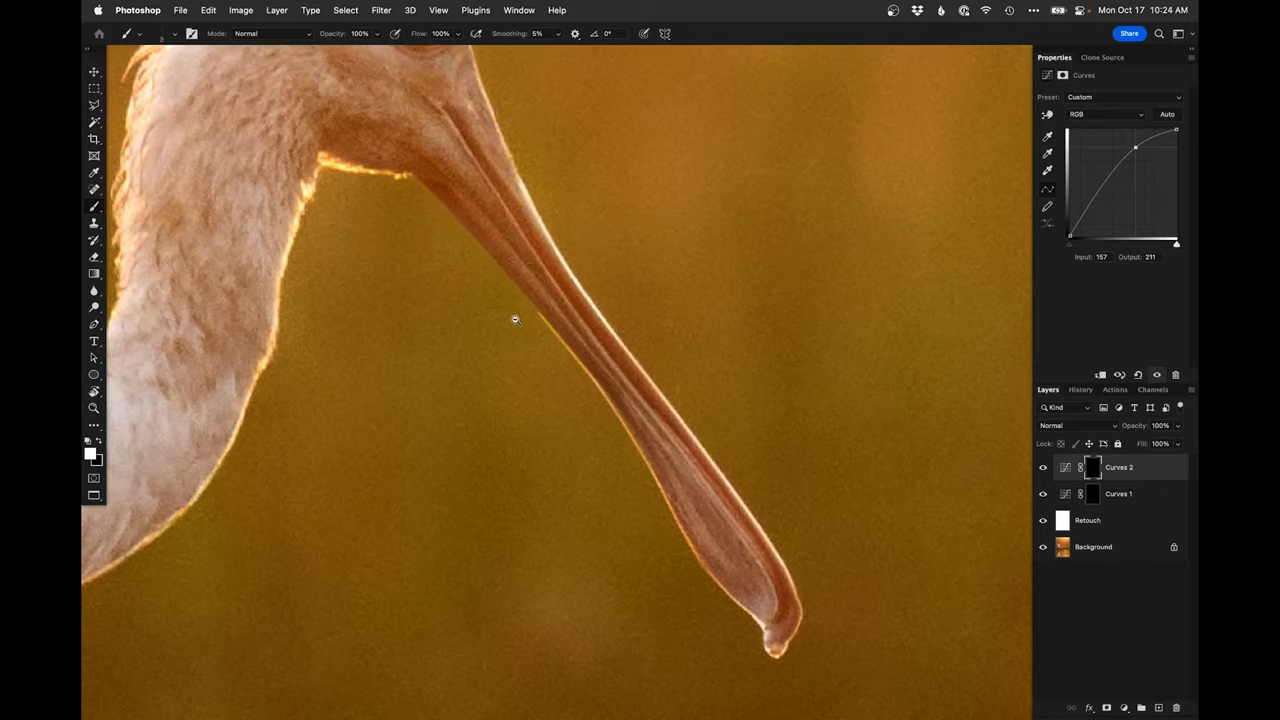 Photoshop File Edit Image Layer Type Select Filter 3D View Plugins Window Help Mon Oct 17 10:24 AM
3 Mode: Normal Opacity: 100% Flow: 100% Smoothing: 5% 0° Share
Properties Clone Source
Curves
Preset: Custom
RGB Auto
Input: 157 Output: 211
Layers History Actions Channels
Kind
Normal Opacity: 100%
Lock: Fill: 100%
Curves 2
Curves 1
Retouch
Background
fx